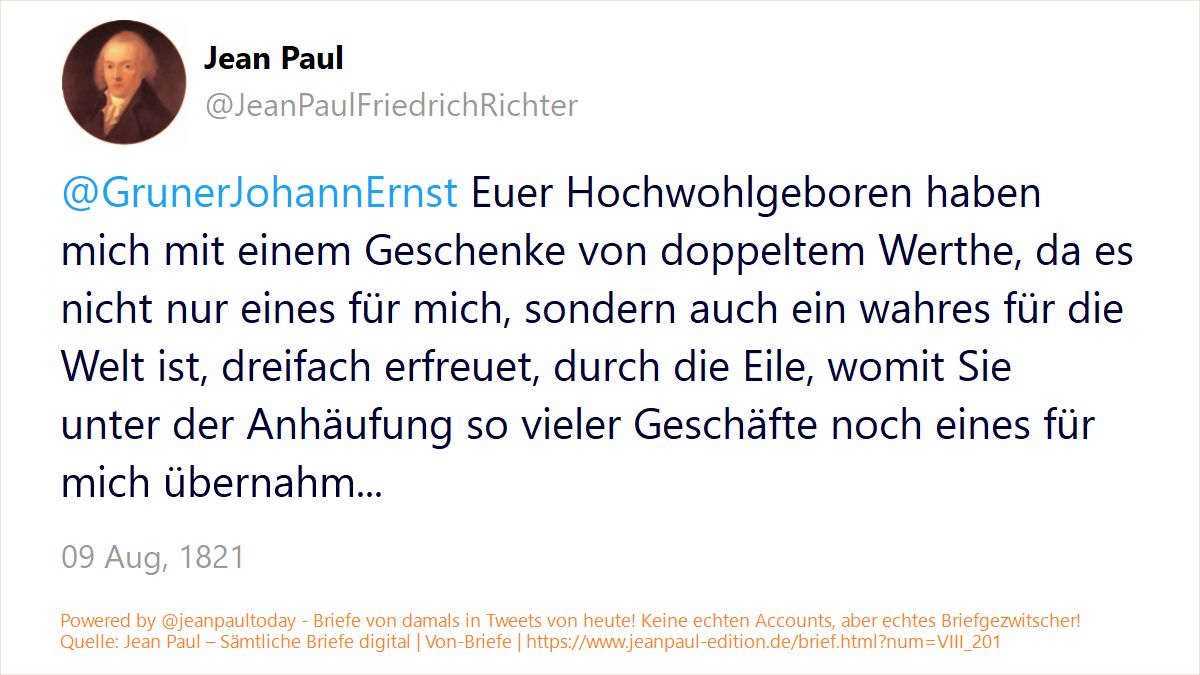 Jean Paul
@JeanPaulFriedrichRichter
@GrunerJohannErnst Euer Hochwohlgeboren haben
mich mit einem Geschenke von doppeltem Werthe, da es
nicht nur eines für mich, sondern auch ein wahres für die
Welt ist, dreifach erfreuet, durch die Eile, womit Sie
unter der Anhäufung so vieler Geschäfte noch eines für
mich übernahm...
09 Aug, 1821
Powered by @jeanpaultoday - Briefe von damals in Tweets von heute! Keine echten Accounts, aber echtes Briefgezwitscher!
Quelle: Jean Paul – Sämtliche Briefe digital | Von-Briefe | https://www.jeanpaul-edition.de/brief.html?num=VIII_201